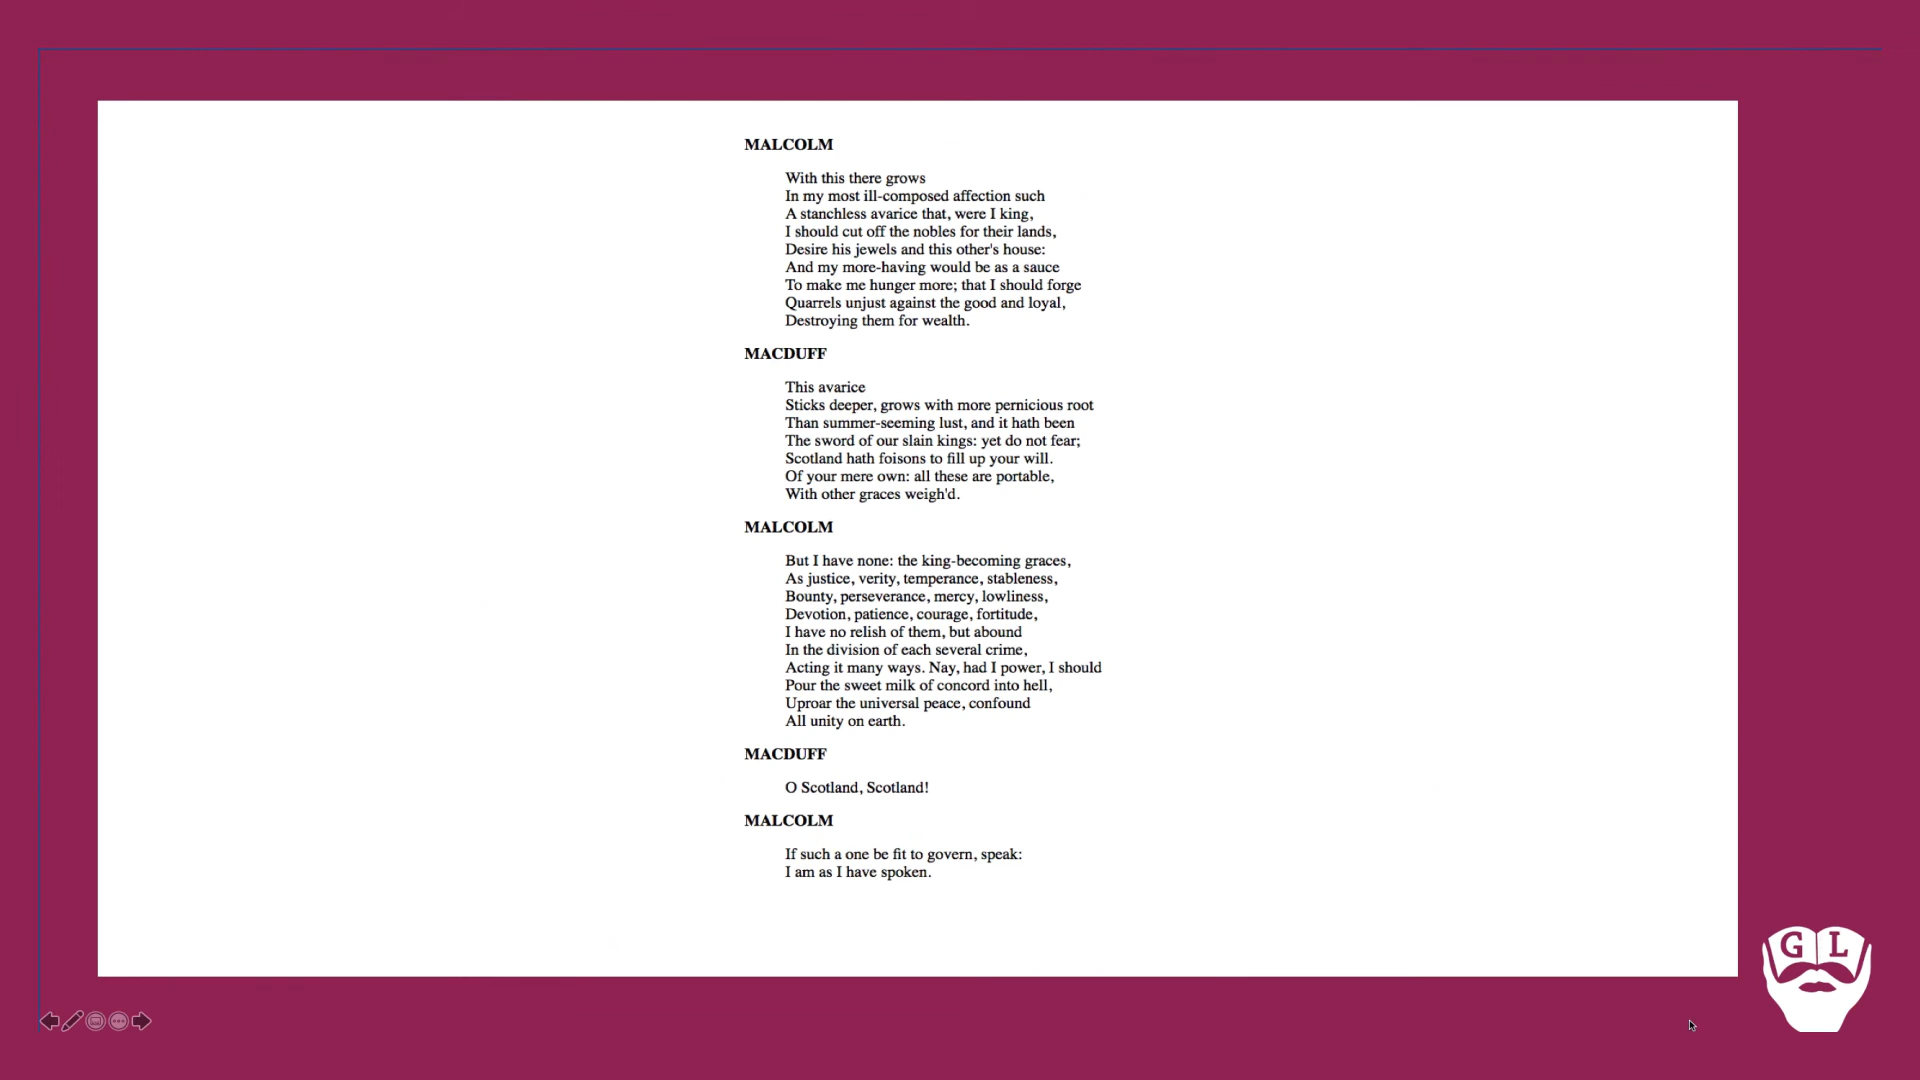 MALCOLM
With this there grows
In my most ill-composed affection such
A stanchless avarice that, were I king,
I should cut off the nobles for their lands,
Desire his jewels and this other's house:
And my more-having would be as a sauce
To make me hunger more; that I should forge
Quarrels unjust against the good and loyal,
Destroying them for wealth.
MACDUFF
This avarice
Sticks deeper, grows with more pernicious root
Than summer-seeming lust, and it hath been
The sword of our slain kings: yet do not fear;
Scotland hath foisons to fill up your will.
Of your mere own: all these are portable,
With other graces weigh'd.
MALCOLM
But I have none: the king-becoming graces,
As justice, verity, temperance, stableness,
Bounty, perseverance, mercy, lowliness,
Devotion, patience, courage, fortitude,
I have no relish of them, but abound
In the division of each several crime,
Acting it many ways. Nay, had I power, I should
Pour the sweet milk of concord into hell,
Uproar the universal peace, confound
All unity on earth.
MACDUFF
O Scotland, Scotland!
MALCOLM
If such a one be fit to govern, speak:
I am as I have spoken.
G L